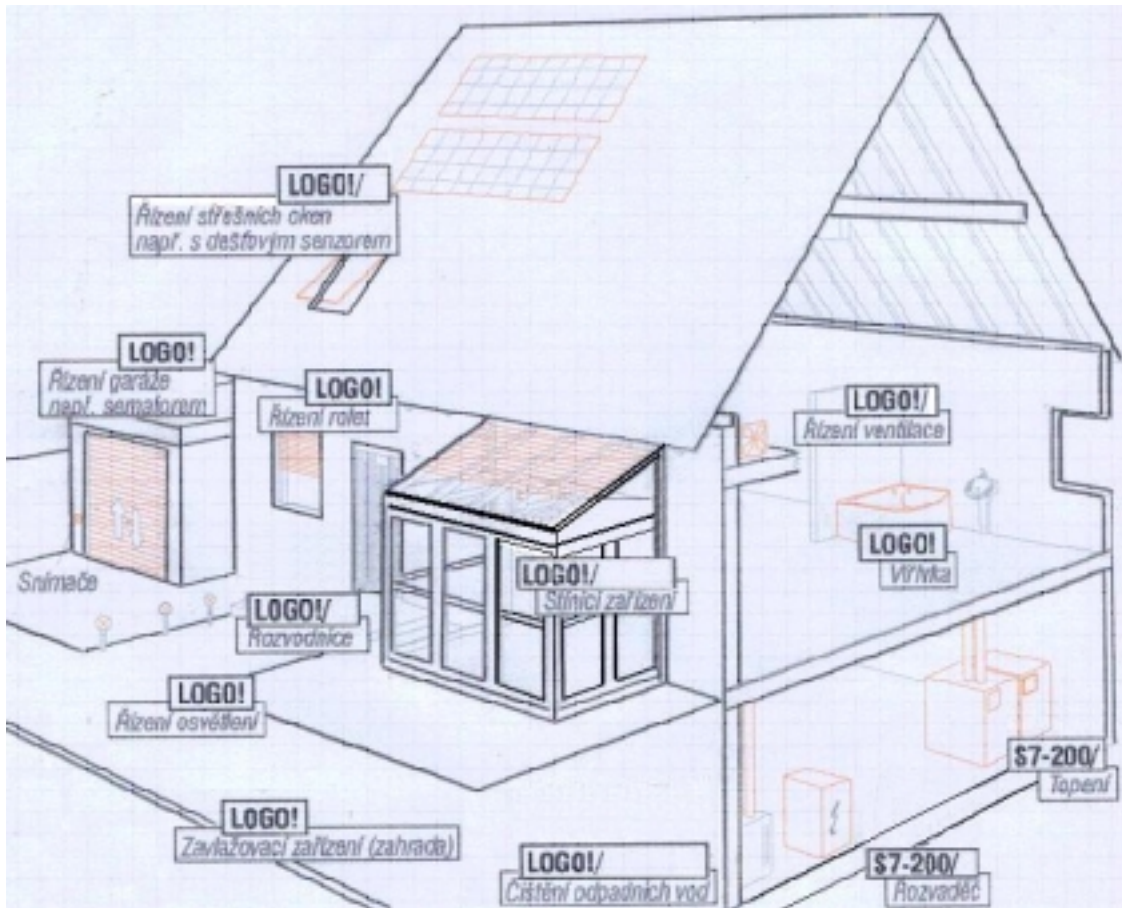 LOGO!/
Řízení střešních oken
např. s dešťovým senzorem
LOGO!
Řízení garáže
např. semaforem
LOGO!
Řízení rolet
LOGO!/
Řízení ventilace
LOGO!
Vířivka
LOGO!/
Stínicí zařízení
Snímače
LOGO!/
Rozvodnice
LOGO!
Řízení osvětlení
S7-200/
Topení
LOGO!
Zavlažovací zařízení (zahrada)
LOGO!/
Čištění odpadních vod
S7-200/
Rozvaděč